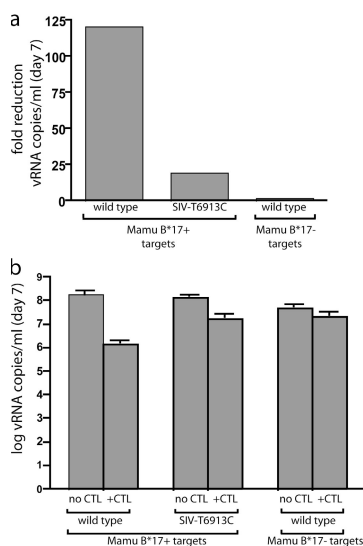 a
fold reduction
vRNA copies/ml (day 7)
125
100
75
50
25
0
wild type SIV-T6913C wild type
Mamu B*17+ Mamu B*17-
targets targets
b
log vRNA copies/ml (day 7)
9
8
7
6
5
4
3
2
1
0
no CTL +CTL no CTL +CTL no CTL +CTL
wild type SIV-T6913C wild type
Mamu B*17+ targets Mamu B*17- targets